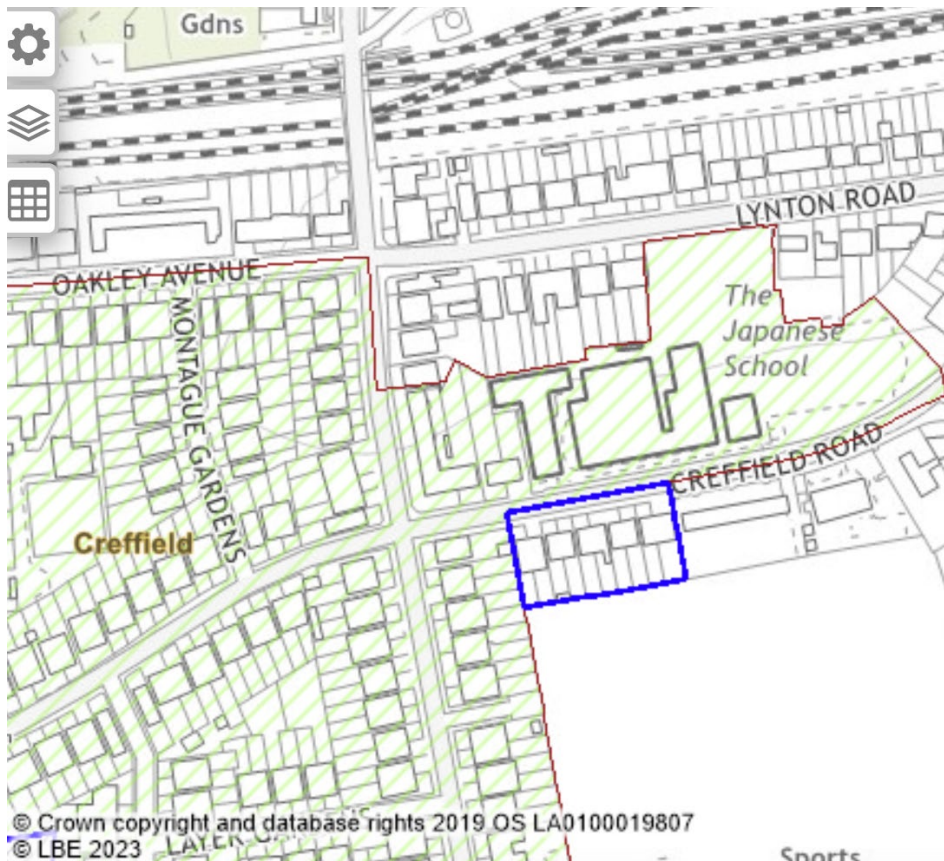 Gdns
LYNTON ROAD
OAKLEY AVENUE
MONTAGUE GARDENS
The
Japanese
School
CREFFIELD ROAD
Creffield
© Crown copyright and database rights 2019 OS LA0100019807
© LBE 2023
LAYER
Sports